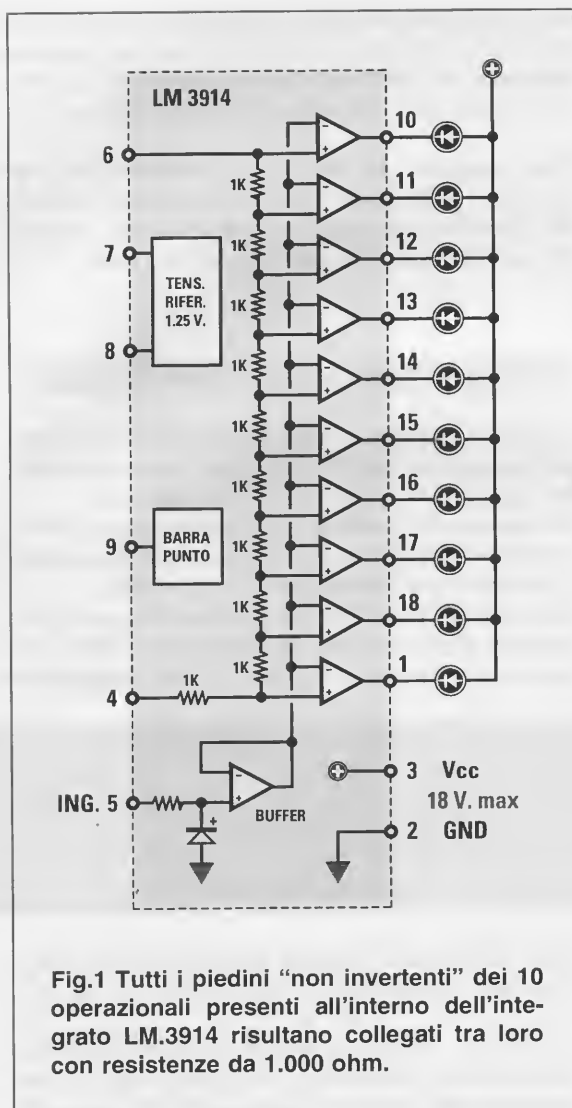 LM 3914
6
10
1K
11
1K
7
12
TENS.
RIFER.
1.25 V.
1K
13
8
1K
14
1K
15
1K
16
9
BARRA
PUNTO
1K
17
1K
18
1K
1
4
1K
3 Vcc
18 V. max
ING. 5
BUFFER
2 GND
Fig.1 Tutti i piedini “non invertenti” dei 10
operazionali presenti all'interno dell'inte-
grato LM.3914 risultano collegati tra loro
con resistenze da 1.000 ohm.